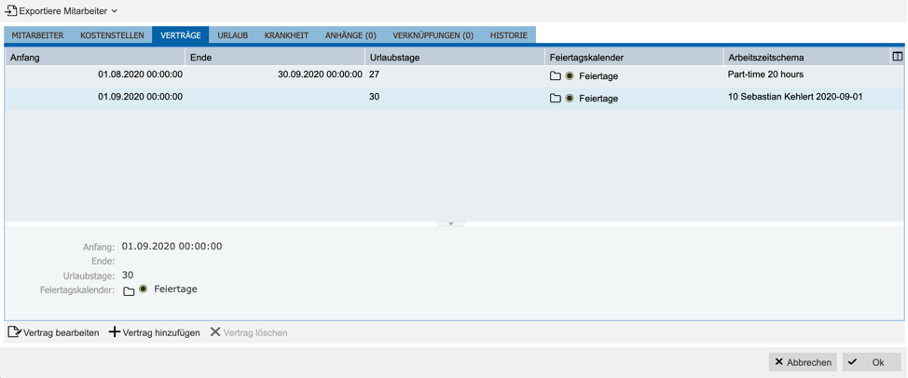 Exportiere Mitarbeiter
MITARBEITER KOSTENSTELLEN VERTRÄGE URLAUB KRANKHEIT ANHÄNGE (0) VERKNÜPFUNGEN (0) HISTORIE
Anfang Ende Urlaubstage Feiertagskalender Arbeitszeitschema
01.08.2020 00:00:00 30.09.2020 00:00:00 27 Feiertage Part-time 20 hours
01.09.2020 00:00:00 30 Feiertage 10 Sebastian Kehlert 2020-09-01
Anfang: 01.09.2020 00:00:00
Ende:
Urlaubstage: 30
Feiertagskalender: Feiertage
Vertrag bearbeiten Vertrag hinzufügen Vertrag löschen
Abbrechen Ok